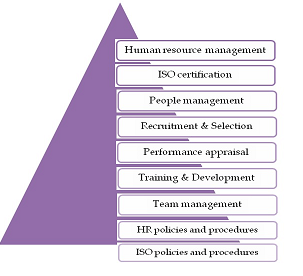 Human resource management
ISO certification
People management
Recruitment & Selection
Performance appraisal
Training & Development
Team management
HR policies and procedures
ISO policies and procedures